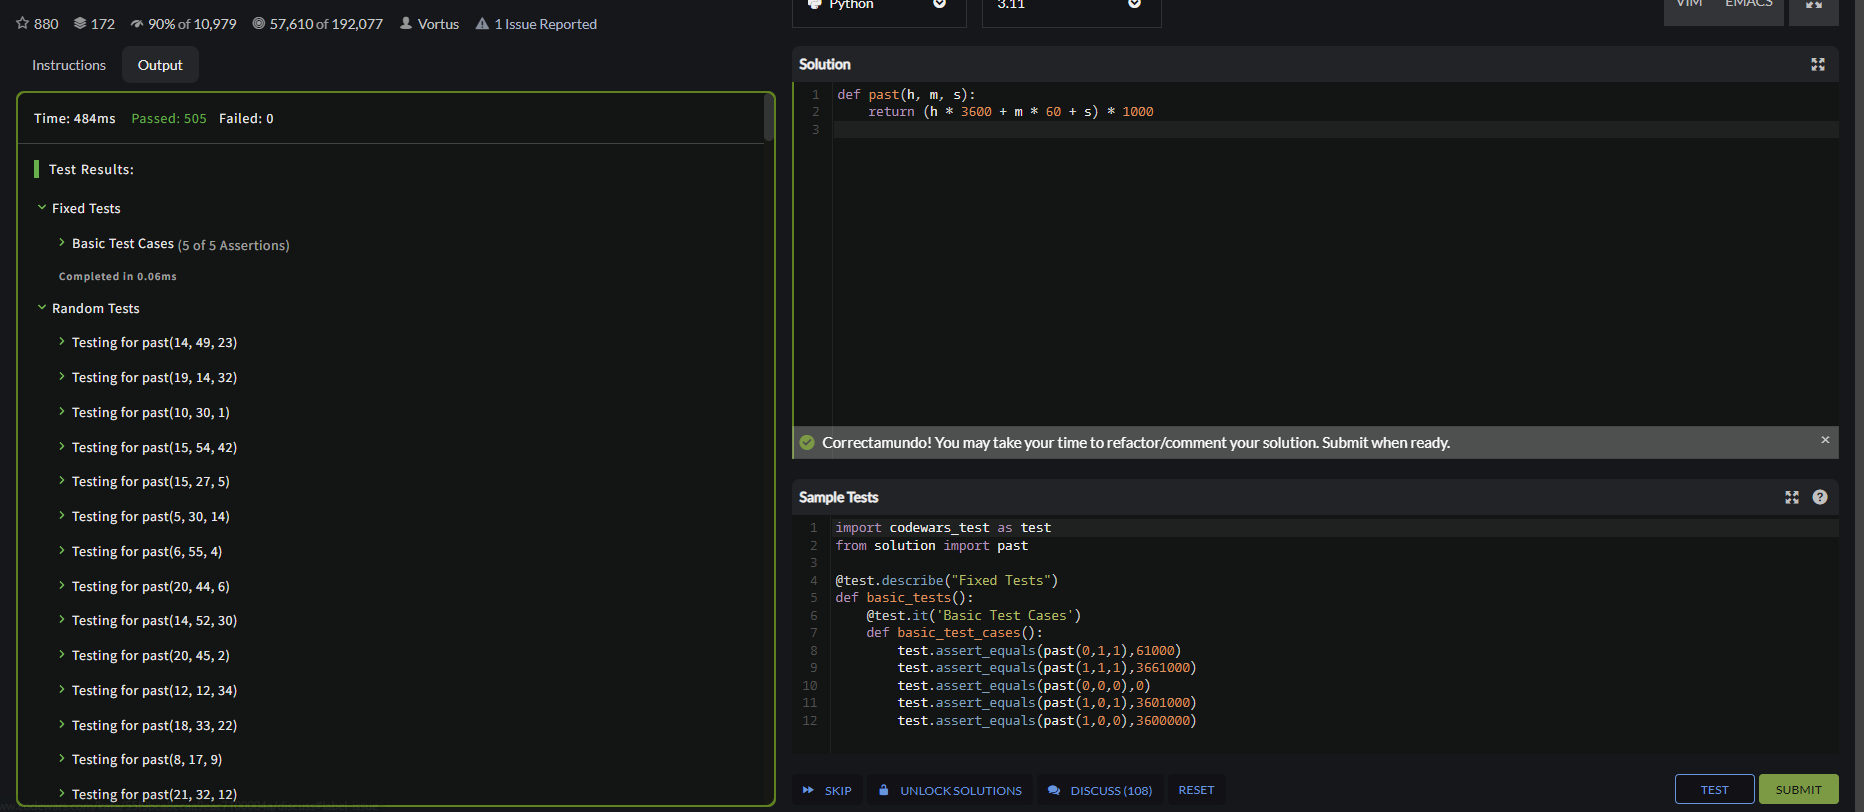 880 172 90% of 10,979 57,610 of 192,077 Vortus 1 Issue Reported
Instructions Output
Time: 484ms Passed: 505 Failed: 0
Test Results:
Fixed Tests
Basic Test Cases (5 of 5 Assertions)
Completed in 0.06ms
Random Tests
Testing for past(14, 49, 23)
Testing for past(19, 14, 32)
Testing for past(10, 30, 1)
Testing for past(15, 54, 42)
Testing for past(15, 27, 5)
Testing for past(5, 30, 14)
Testing for past(6, 55, 4)
Testing for past(20, 44, 6)
Testing for past(14, 52, 30)
Testing for past(20, 45, 2)
Testing for past(12, 12, 34)
Testing for past(18, 33, 22)
Testing for past(8, 17, 9)
Testing for past(21, 32, 12)
Python 3.11 VIM EMACS
Solution
1 def past(h, m, s):
2     return (h * 3600 + m * 60 + s) * 1000
3
Correctamundo! You may take your time to refactor/comment your solution. Submit when ready.
Sample Tests
1 import codewars_test as test
2 from solution import past
3
4 @test.describe("Fixed Tests")
5 def basic_tests():
6     @test.it('Basic Test Cases')
7     def basic_test_cases():
8         test.assert_equals(past(0,1,1),61000)
9         test.assert_equals(past(1,1,1),3661000)
10         test.assert_equals(past(0,0,0),0)
11         test.assert_equals(past(1,0,1),3601000)
12         test.assert_equals(past(1,0,0),3600000)
SKIP UNLOCK SOLUTIONS DISCUSS (108) RESET TEST SUBMIT